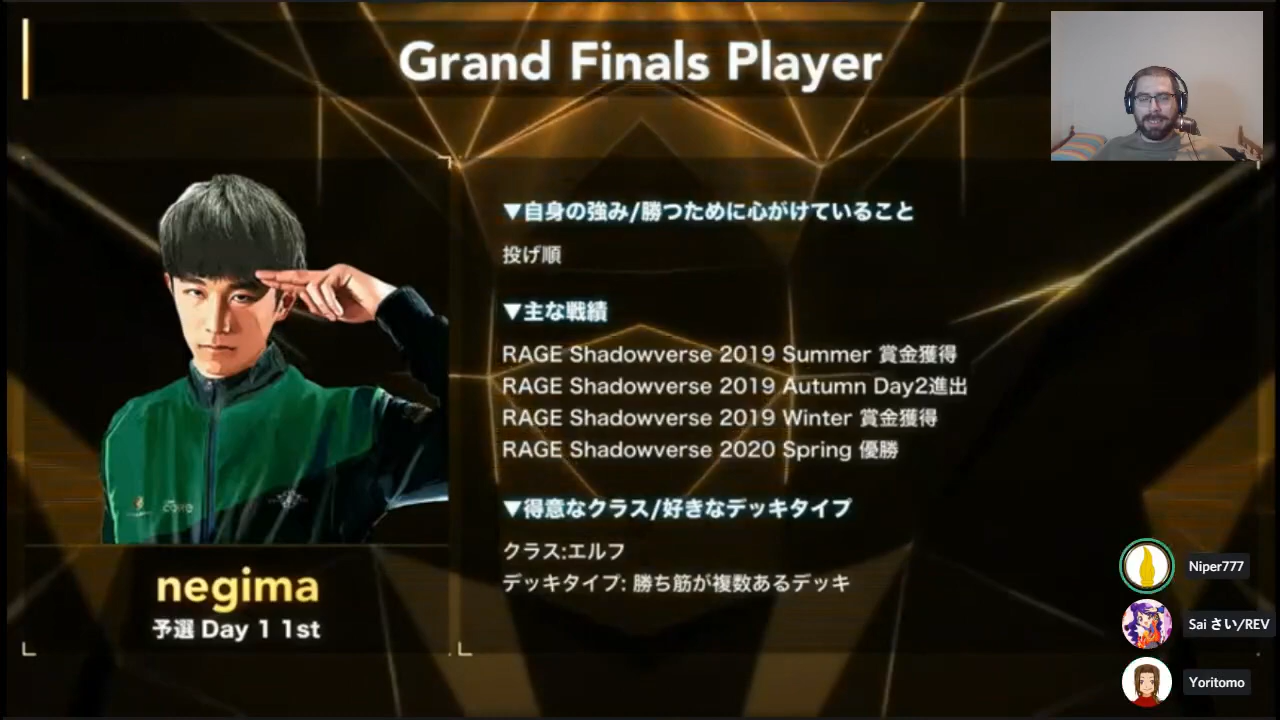 Grand Finals Player
▼自身の強み/勝つために心がけていること
投げ順
▼主な戦績
RAGE Shadowverse 2019 Summer 賞金獲得
RAGE Shadowverse 2019 Autumn Day2進出
RAGE Shadowverse 2019 Winter 賞金獲得
RAGE Shadowverse 2020 Spring 優勝
▼得意なクラス/好きなデッキタイプ
クラス:エルフ
デッキタイプ: 勝ち筋が複数あるデッキ
CORE
negima
予選 Day 1 1st
Niper777
Sai さい/REV
Yoritomo